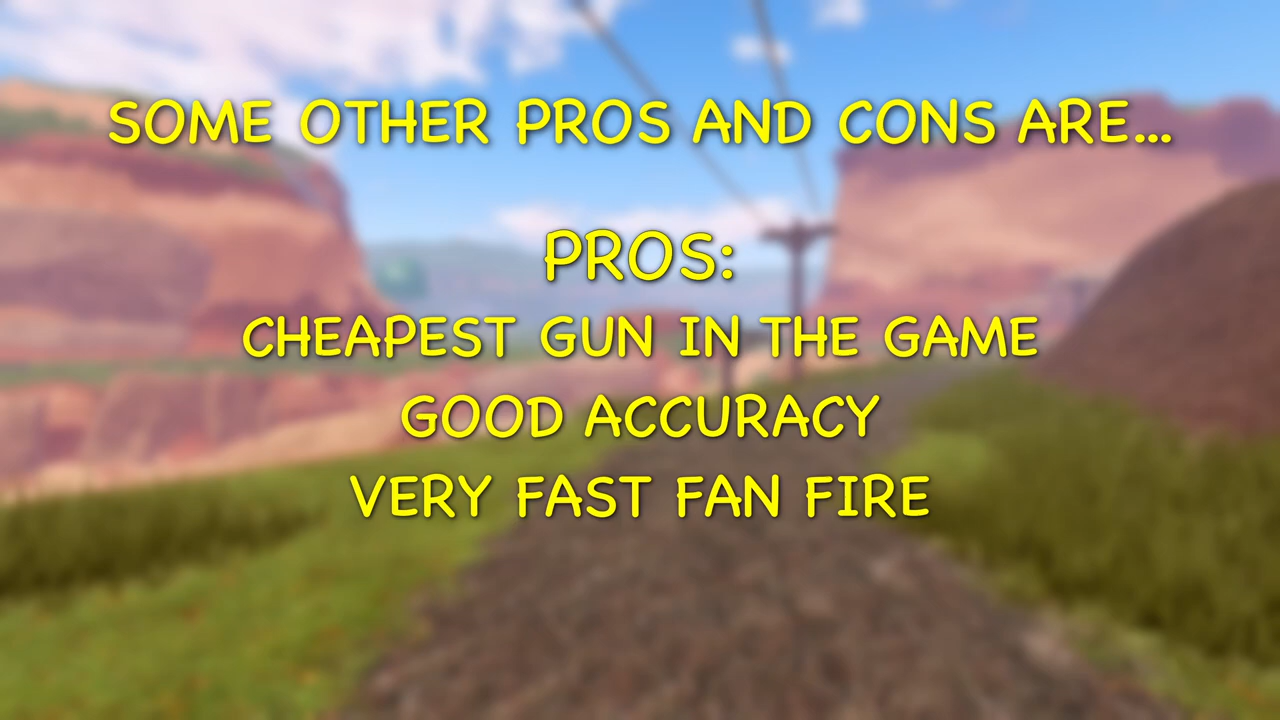 SOME OTHER PROS AND CONS ARE...
PROS:
CHEAPEST GUN IN THE GAME
GOOD ACCURACY
VERY FAST FAN FIRE